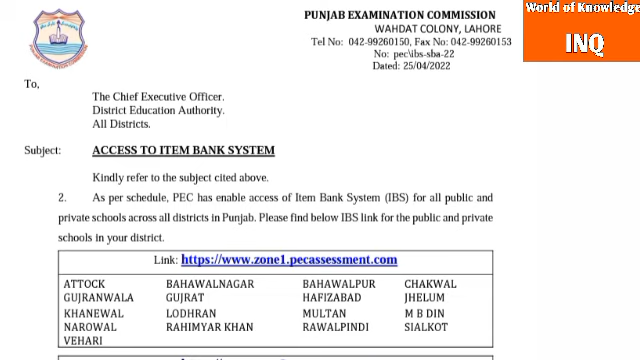 PUNJAB EXAMINATION COMMISSION
WAHDAT COLONY, LAHORE
Tel No: 042-99260150, Fax No: 042-99260153
No: pec\ibs-sba-22
Dated: 25/04/2022
World of Knowledge
INQ
To,
The Chief Executive Officer.
District Education Authority.
All Districts.
Subject: ACCESS TO ITEM BANK SYSTEM
Kindly refer to the subject cited above.
2. As per schedule, PEC has enable access of Item Bank System (IBS) for all public and
private schools across all districts in Punjab. Please find below IBS link for the public and private
schools in your district.
Link: https://www.zone1.pecassessment.com
ATTOCK BAHAWALNAGAR BAHAWALPUR CHAKWAL
GUJRANWALA GUJRAT HAFIZABAD JHELUM
KHANEWAL LODHRAN MULTAN M B DIN
NAROWAL RAHIMYAR KHAN RAWALPINDI SIALKOT
VEHARI